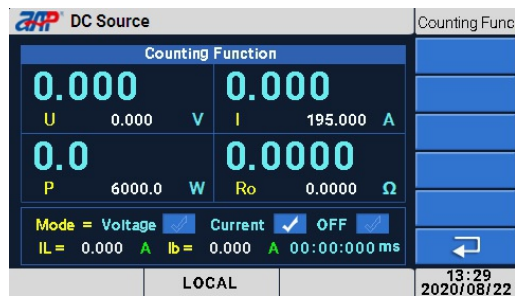 AAP DC Source
Counting Func
Counting Function
0.000 0.000
U 0.000 V I 195.000 A
0.0 0.0000
P 6000.0 W Ro 0.0000 Ω
Mode = Voltage Current OFF
IL = 0.000 A Ib = 0.000 A 00:00:000 ms
LOCAL
13:29
2020/08/22